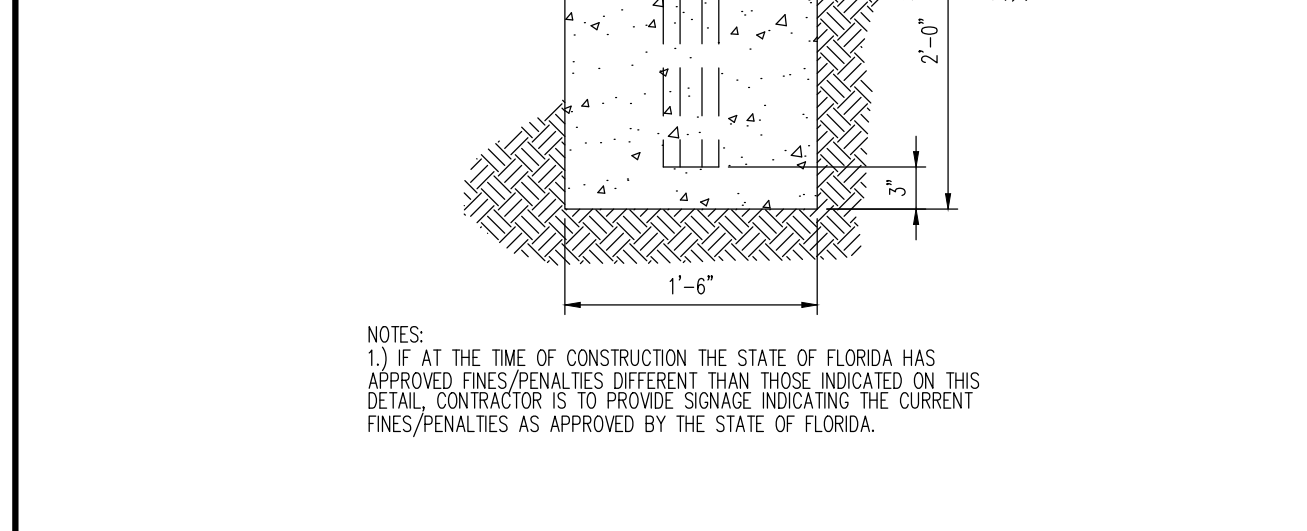 2'-0"
3"
1'-6"
NOTES:
1.) IF AT THE TIME OF CONSTRUCTION THE STATE OF FLORIDA HAS
APPROVED FINES/PENALTIES DIFFERENT THAN THOSE INDICATED ON THIS
DETAIL, CONTRACTOR IS TO PROVIDE SIGNAGE INDICATING THE CURRENT
FINES/PENALTIES AS APPROVED BY THE STATE OF FLORIDA.